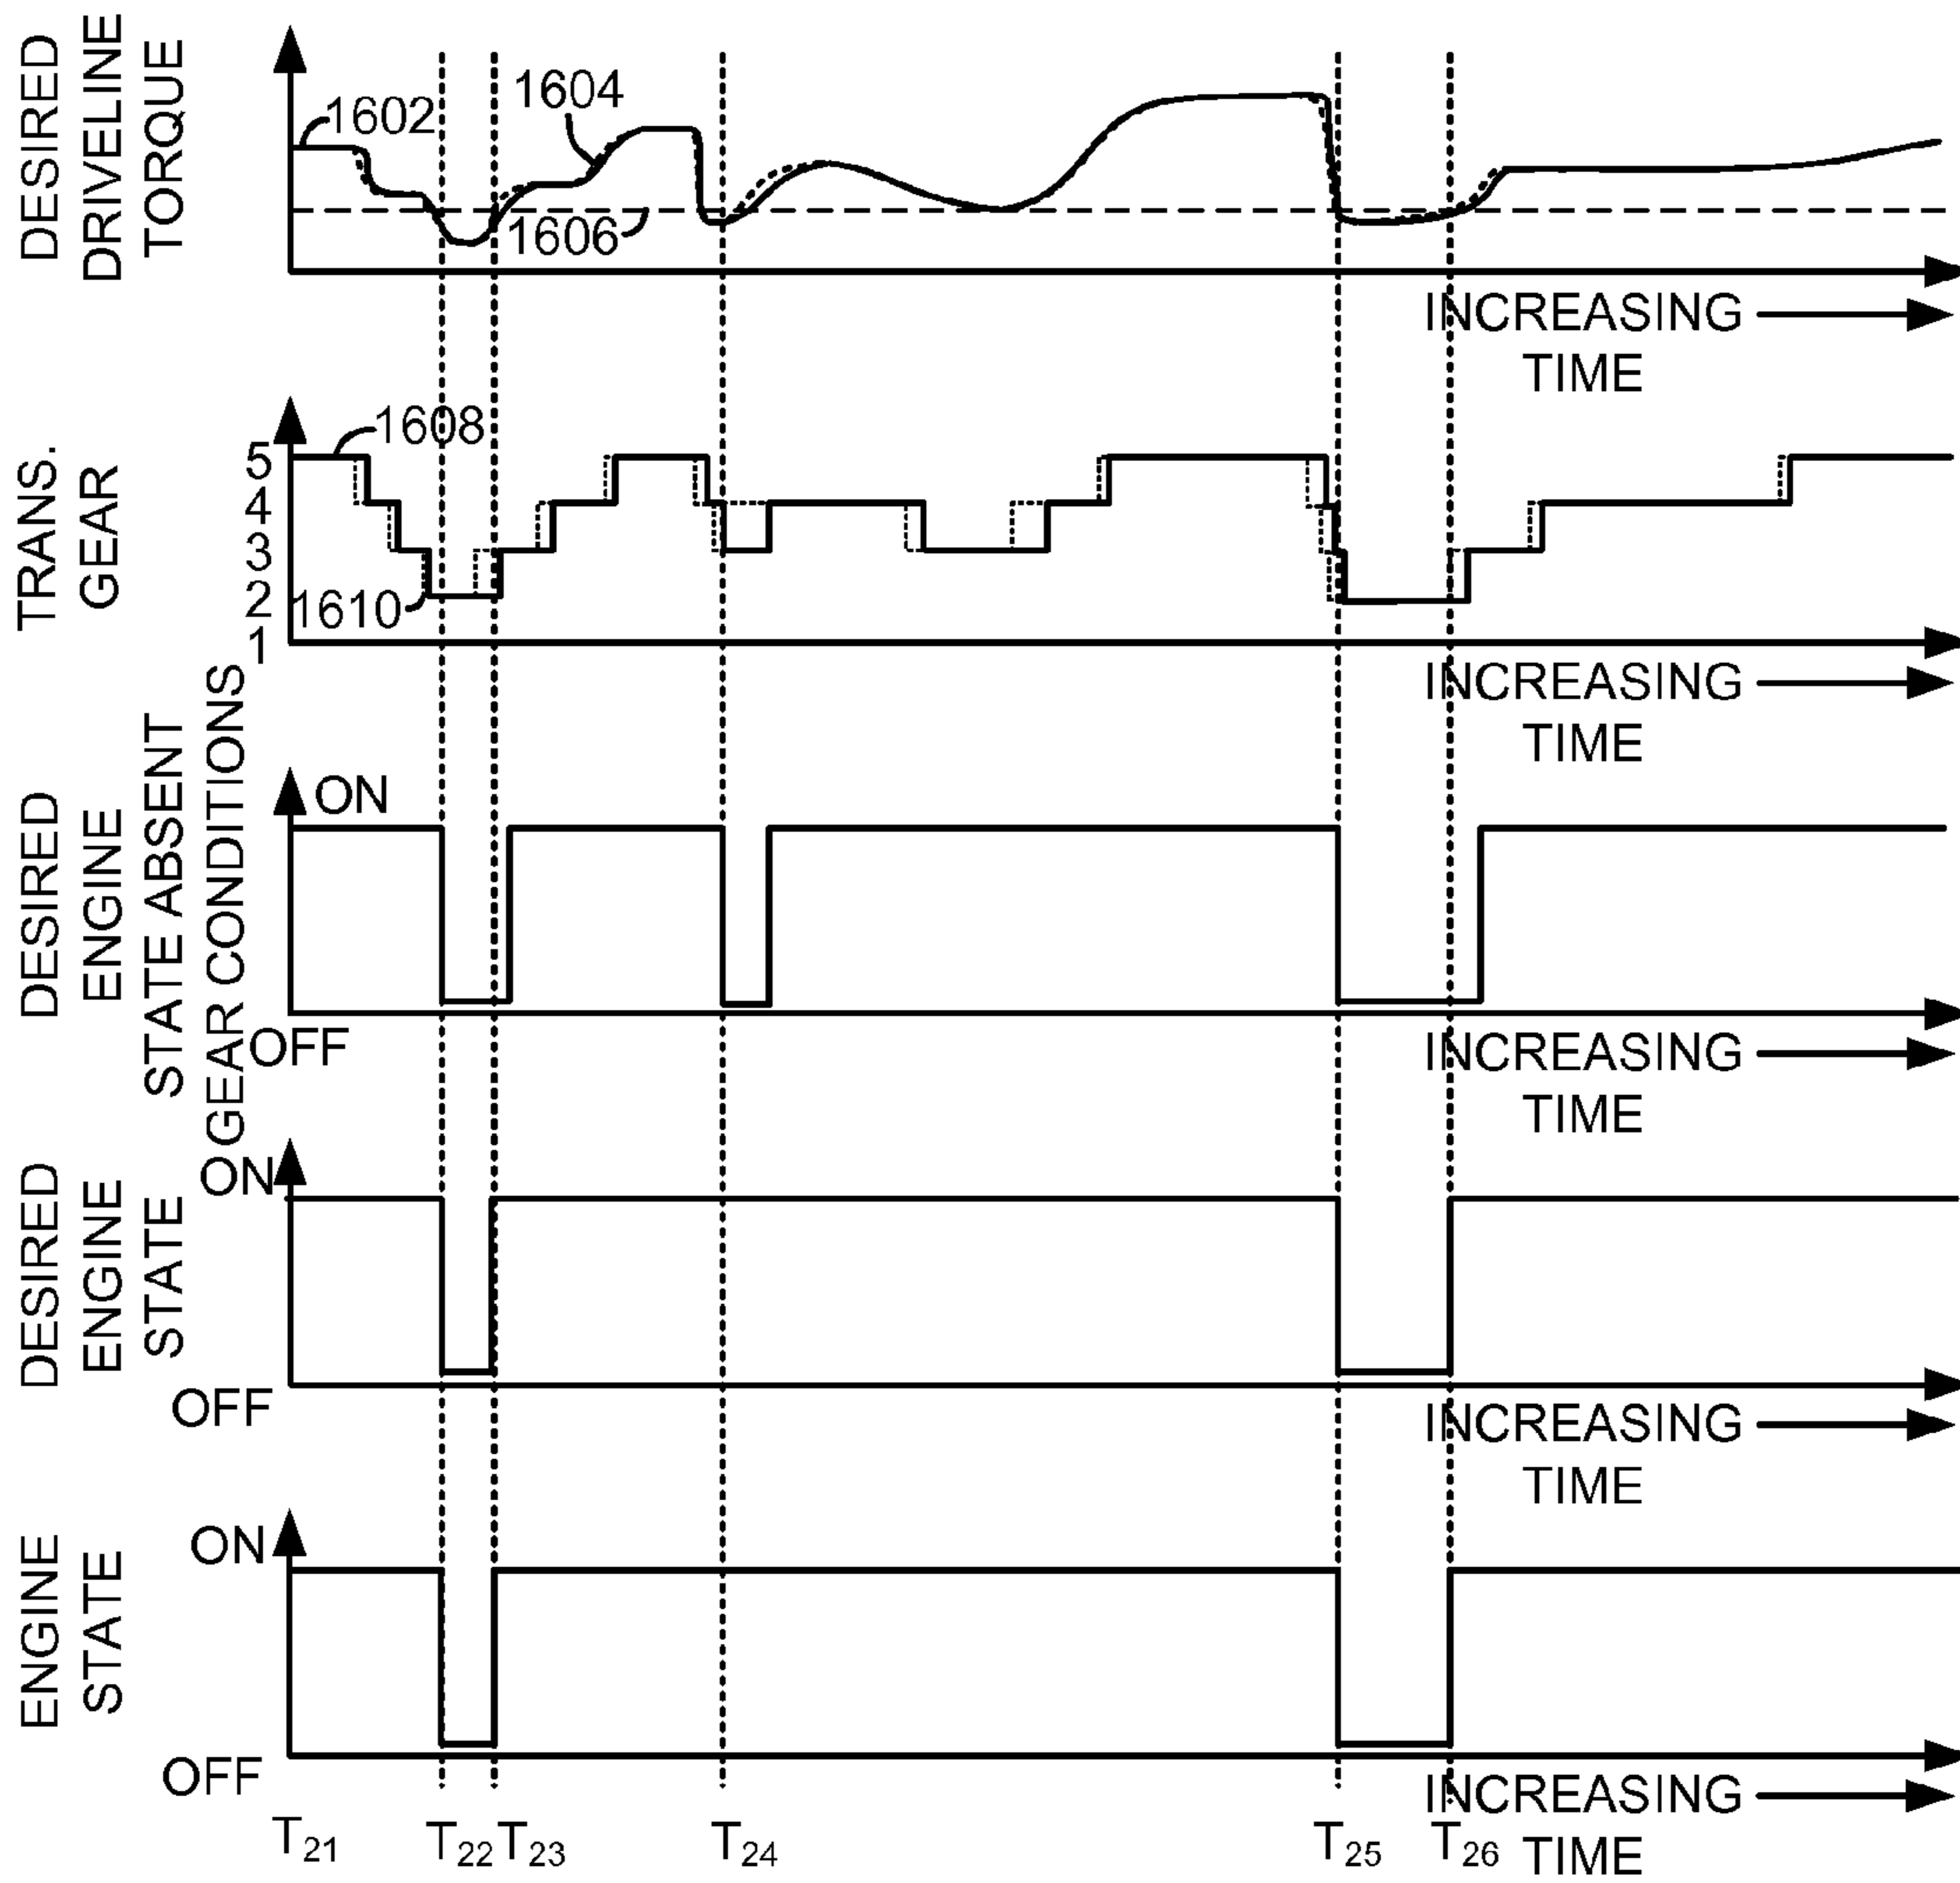 DESIRED
DRIVELINE
TORQUE
1602
1604
1606
INCREASING
TIME
TRANS.
GEAR
1608
5
4
3
2
1
1610
INCREASING
TIME
DESIRED
ENGINE
STATE ABSENT
GEAR CONDITIONS
ON
OFF
INCREASING
TIME
DESIRED
ENGINE
STATE
ON
OFF
INCREASING
TIME
ENGINE
STATE
ON
OFF
INCREASING
TIME
T21 T22 T23 T24 T25 T26